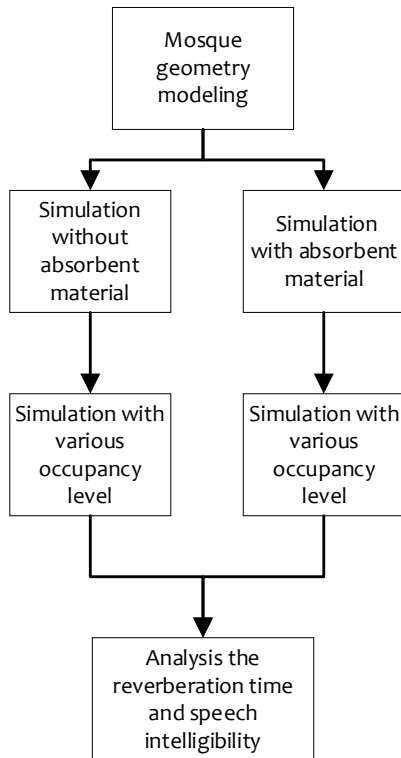 Mosque
geometry
modeling
Simulation
without
absorbent
material
Simulation
with absorbent
material
Simulation with
various
occupancy
level
Simulation with
various
occupancy
level
Analysis the
reverberation time
and speech
intelligibility